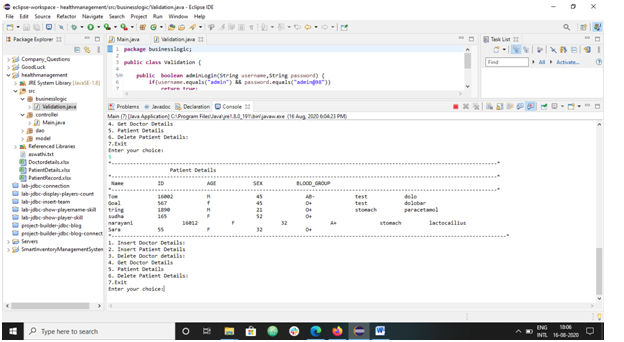 eclipse-workspace - healthmanagement/src/businesslogic/Validation.java - Eclipse IDE
File Edit Source Refactor Navigate Search Project Run Window Help
Package Explorer
Company_Questions
GoodLuck
healthmanagement
JRE System Library [JavaSE-1.8]
src
businesslogic
Validation.java
controller
Main.java
dao
model
Referenced Libraries
aswathi.txt
Doctordetails.xlsx
PatientDetails.xlsx
PatientRecord.xlsx
lab-jdbc-connection
lab-jdbc-display-players-count
lab-jdbc-insert-team
lab-jdbc-show-playername-skill
lab-jdbc-show-player-skill
project-builder-jdbc-blog
project-builder-jdbc-blog-connect
Servers
SmartInventoryManagementSystem
Main.java Validation.java
1 package businesslogic;
2
3 public class Validation {
4
public boolean adminLogin(String username,String password) {
if(username.equals("admin") && password.equals("admin@98"))
return true;
Task List
Find All Activate...
Problems Javadoc Declaration Console
Main (7) [Java Application] C:\Program Files\Java\jre1.8.0_191\bin\javaw.exe (16 Aug, 2020 6:04:23 PM)
4. Get Doctor Details
5. Patient Details
6. Delete Patient Details:
7.Exit
Enter your choice:
5
Patient Details
Name ID AGE SEX BLOOD_GROUP
Tom 16002 M 45 AB- test dolo
Goal 567 f 45 O+ test dolobar
tring 1890 M 21 O+ stomach paracetamol
sudha 165 F 52 O+
narayani 16012 F 32 A+ stomach lactocacilius
Sara 55 F 32 O+
1. Insert Doctor Details:
2. Insert Patient Details
3. Delete Doctor details:
4. Get Doctor Details
5. Patient Details
6. Delete Patient Details:
7.Exit
Enter your choice:
Type here to search
ENG
INTL
18:06
16-08-2020